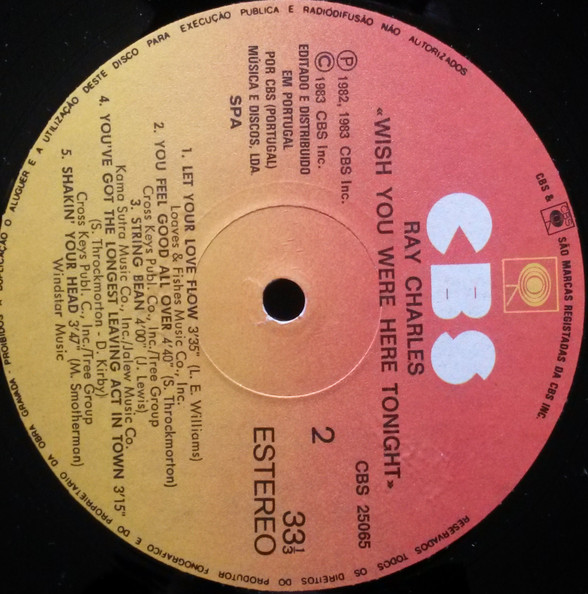 CBS
RAY CHARLES
«WISH YOU WERE HERE TONIGHT»
Ⓟ 1982, 1983 CBS Inc.
Ⓒ 1983 CBS Inc.
EDITADO E DISTRIBUIDO
EM PORTUGAL
POR CBS (PORTUGAL)
MÚSICA E DISCOS, LDA
SPA
CBS 25065
2
33⅓
ESTEREO
1. LET YOUR LOVE FLOW 3'35" (L. E. Williams)
Loaves & Fishes Music Co., Inc.
2. YOU FEEL GOOD ALL OVER 4'40" (S. Throckmorton)
Cross Keys Publ. Co., Inc./Tree Group
3. STRING BEAN 4'00" (J. Lewis)
Kama Sutra Music Co., Inc./Jalew Music Co.
4. YOU'VE GOT THE LONGEST LEAVING ACT IN TOWN 3'15"
(S. Throckmorton - D. Kirby)
Cross Keys Publ. C., Inc./Tree Group
5. SHAKIN' YOUR HEAD 3'47" (M. Smotherman)
Windstar Music
CBS & SÃO MARCAS REGISTADAS DA CBS INC.
RESERVADOS TODOS OS DIREITOS DO PRODUTOR FONOGRAFICO E DO PROPRIETARIO DA OBRA GRAVADA. PROIBIDOS O ALUGUER E A UTILIZAÇÃO DESTE DISCO PARA EXECUÇÃO PUBLICA E RADIODIFUSÃO NÃO AUTORIZADOS